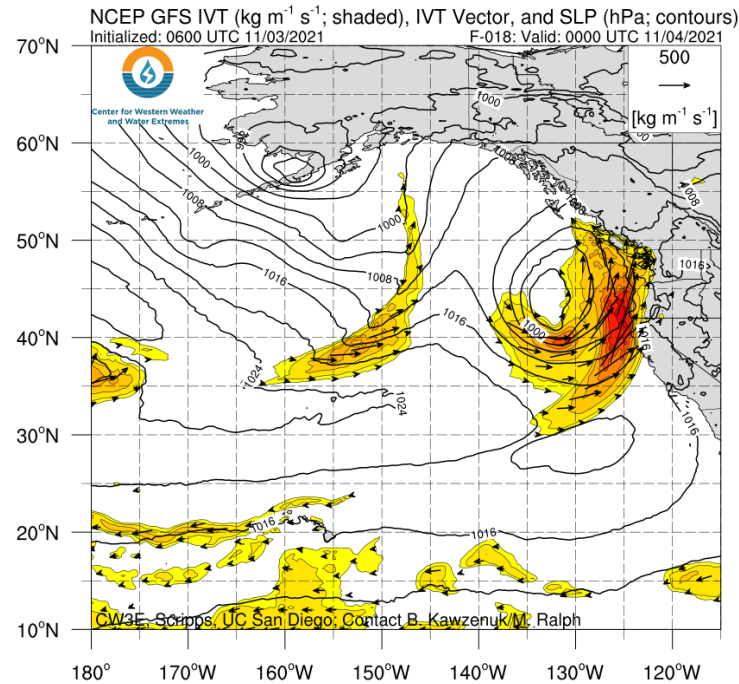 NCEP GFS IVT (kg m⁻¹ s⁻¹; shaded), IVT Vector, and SLP (hPa; contours)
Initialized: 0600 UTC 11/03/2021 F-018: Valid: 0000 UTC 11/04/2021
70°N
500
[kg m⁻¹ s⁻¹]
Center for Western Weather
and Water Extremes
1000
996
60°N
1000
1008
1008
1008
1008
50°N
1000
1016
1016
1008
40°N
1016
1000
1016
1024
1024
1016
30°N
20°N
1016
1016
10°N
CW3E, Scripps, UC San Diego; Contact B. Kawzenuk/M. Ralph
180°
170°W
160°W
150°W
140°W
130°W
120°W